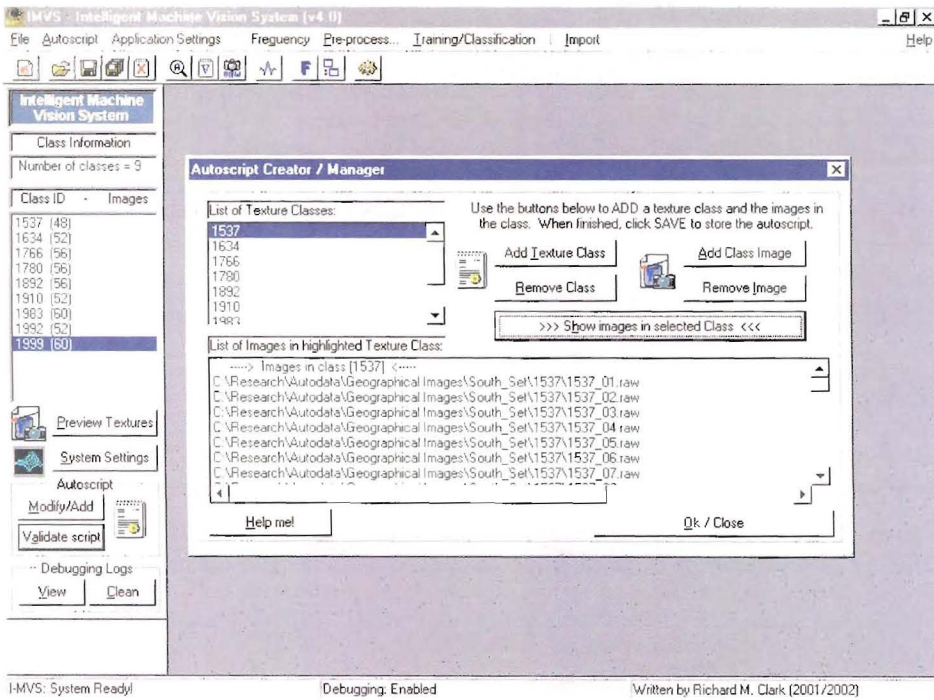 IMVS - Intelligent Machine Vision System (v4.0)
File Autoscript Application Settings Frequency Pre-process... Training/Classification Import Help
Intelligent Machine
Vision System
Class Information
Number of classes = 9
Class ID - Images
1537 (48)
1634 (52)
1766 (56)
1780 (56)
1892 (56)
1910 (52)
1983 (60)
1992 (52)
1999 (60)
Preview Textures
System Settings
Autoscript
Modify/Add
Validate script
Debugging Logs
View Clean
Autoscript Creator / Manager
List of Texture Classes:
1537
1634
1766
1780
1892
1910
1983
Use the buttons below to ADD a texture class and the images in
the class. When finished, click SAVE to store the autoscript.
Add Texture Class Add Class Image
Remove Class Remove Image
>>> Show images in selected Class <<<
List of Images in highlighted Texture Class:
----> Images in class [1537] <----
C:\Research\Autodata\Geographical Images\South_Set\1537\1537_01.raw
C:\Research\Autodata\Geographical Images\South_Set\1537\1537_02.raw
C:\Research\Autodata\Geographical Images\South_Set\1537\1537_03.raw
C:\Research\Autodata\Geographical Images\South_Set\1537\1537_04.raw
C:\Research\Autodata\Geographical Images\South_Set\1537\1537_05.raw
C:\Research\Autodata\Geographical Images\South_Set\1537\1537_06.raw
C:\Research\Autodata\Geographical Images\South_Set\1537\1537_07.raw
Help me! Ok / Close
I-MVS: System Ready! Debugging: Enabled Written by Richard M. Clark (2001/2002)